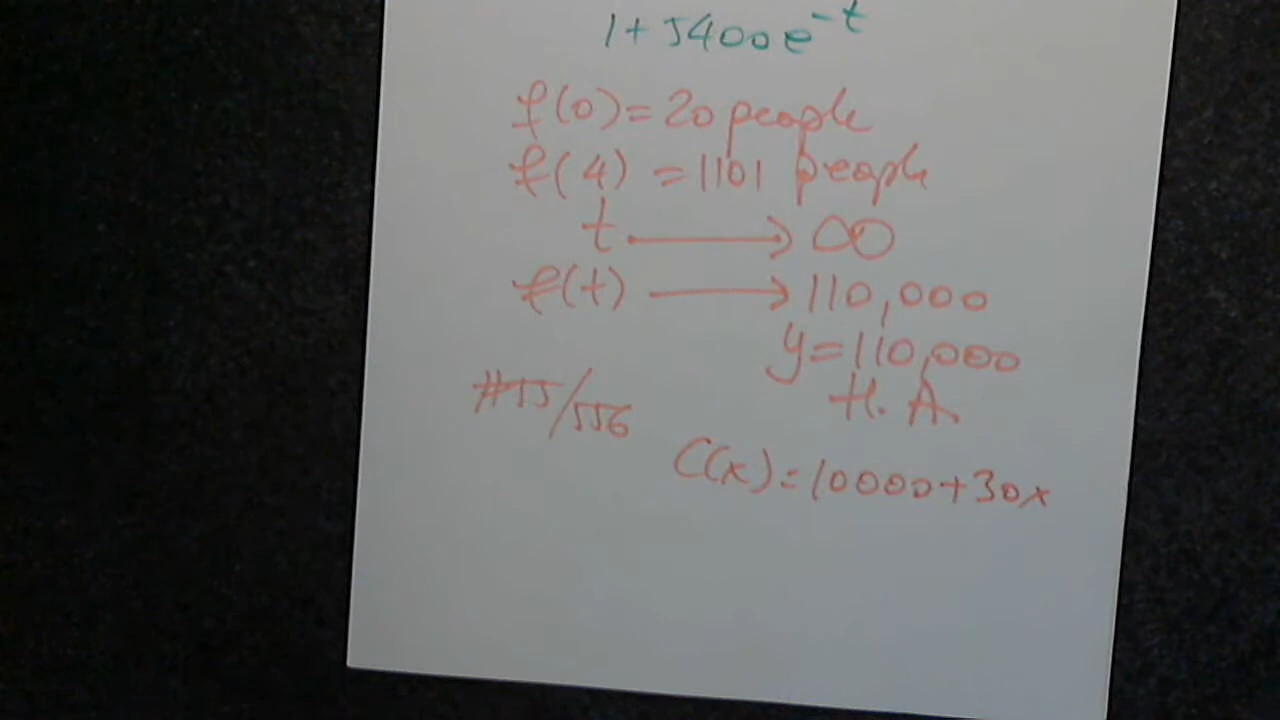 1+5400e^-t
f(0)=20 people
f(4)=1101 people
t → ∞
f(t) → 110,000
y=110,000
H.A.
#55/556
C(x)=10000+30x